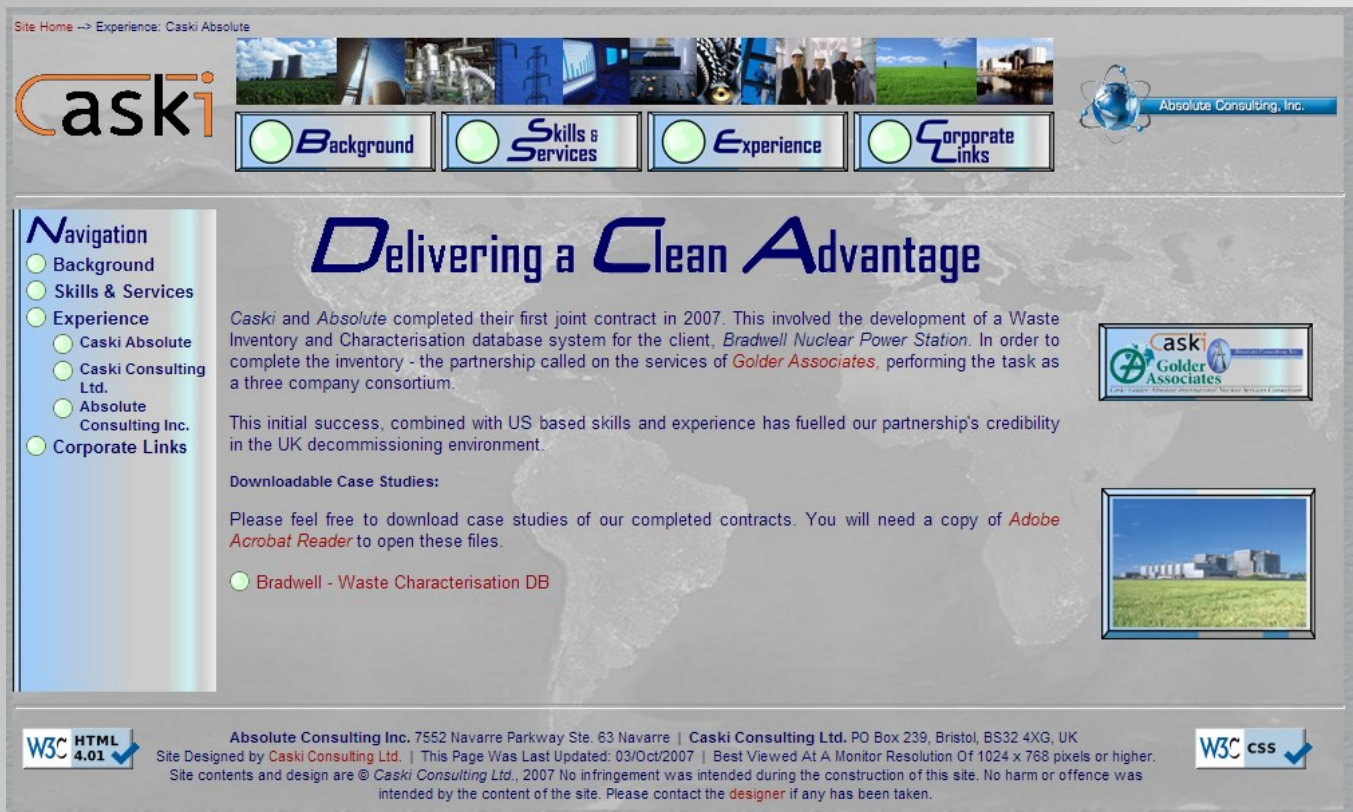 Site Home --> Experience: Caski Absolute
Caski
Absolute Consulting, Inc.
Background
Skills &
Services
Experience
Corporate
Links
Navigation
Background
Skills & Services
Experience
Caski Absolute
Caski Consulting
Ltd.
Absolute
Consulting Inc.
Corporate Links
Delivering a Clean Advantage
Caski and Absolute completed their first joint contract in 2007. This involved the development of a Waste
Inventory and Characterisation database system for the client, Bradwell Nuclear Power Station. In order to
complete the inventory - the partnership called on the services of Golder Associates, performing the task as
a three company consortium.
This initial success, combined with US based skills and experience has fuelled our partnership's credibility
in the UK decommissioning environment.
Downloadable Case Studies:
Please feel free to download case studies of our completed contracts. You will need a copy of Adobe
Acrobat Reader to open these files.
Bradwell - Waste Characterisation DB
Caski
Absolute Consulting Inc.
Golder
Associates
Caski Golder Absolute International Nuclear Services Consortium
W3C HTML
4.01
Absolute Consulting Inc. 7552 Navarre Parkway Ste. 63 Navarre | Caski Consulting Ltd. PO Box 239, Bristol, BS32 4XG, UK
Site Designed by Caski Consulting Ltd. | This Page Was Last Updated: 03/Oct/2007 | Best Viewed At A Monitor Resolution Of 1024 x 768 pixels or higher.
Site contents and design are © Caski Consulting Ltd., 2007 No infringement was intended during the construction of this site. No harm or offence was
intended by the content of the site. Please contact the designer if any has been taken.
W3C css